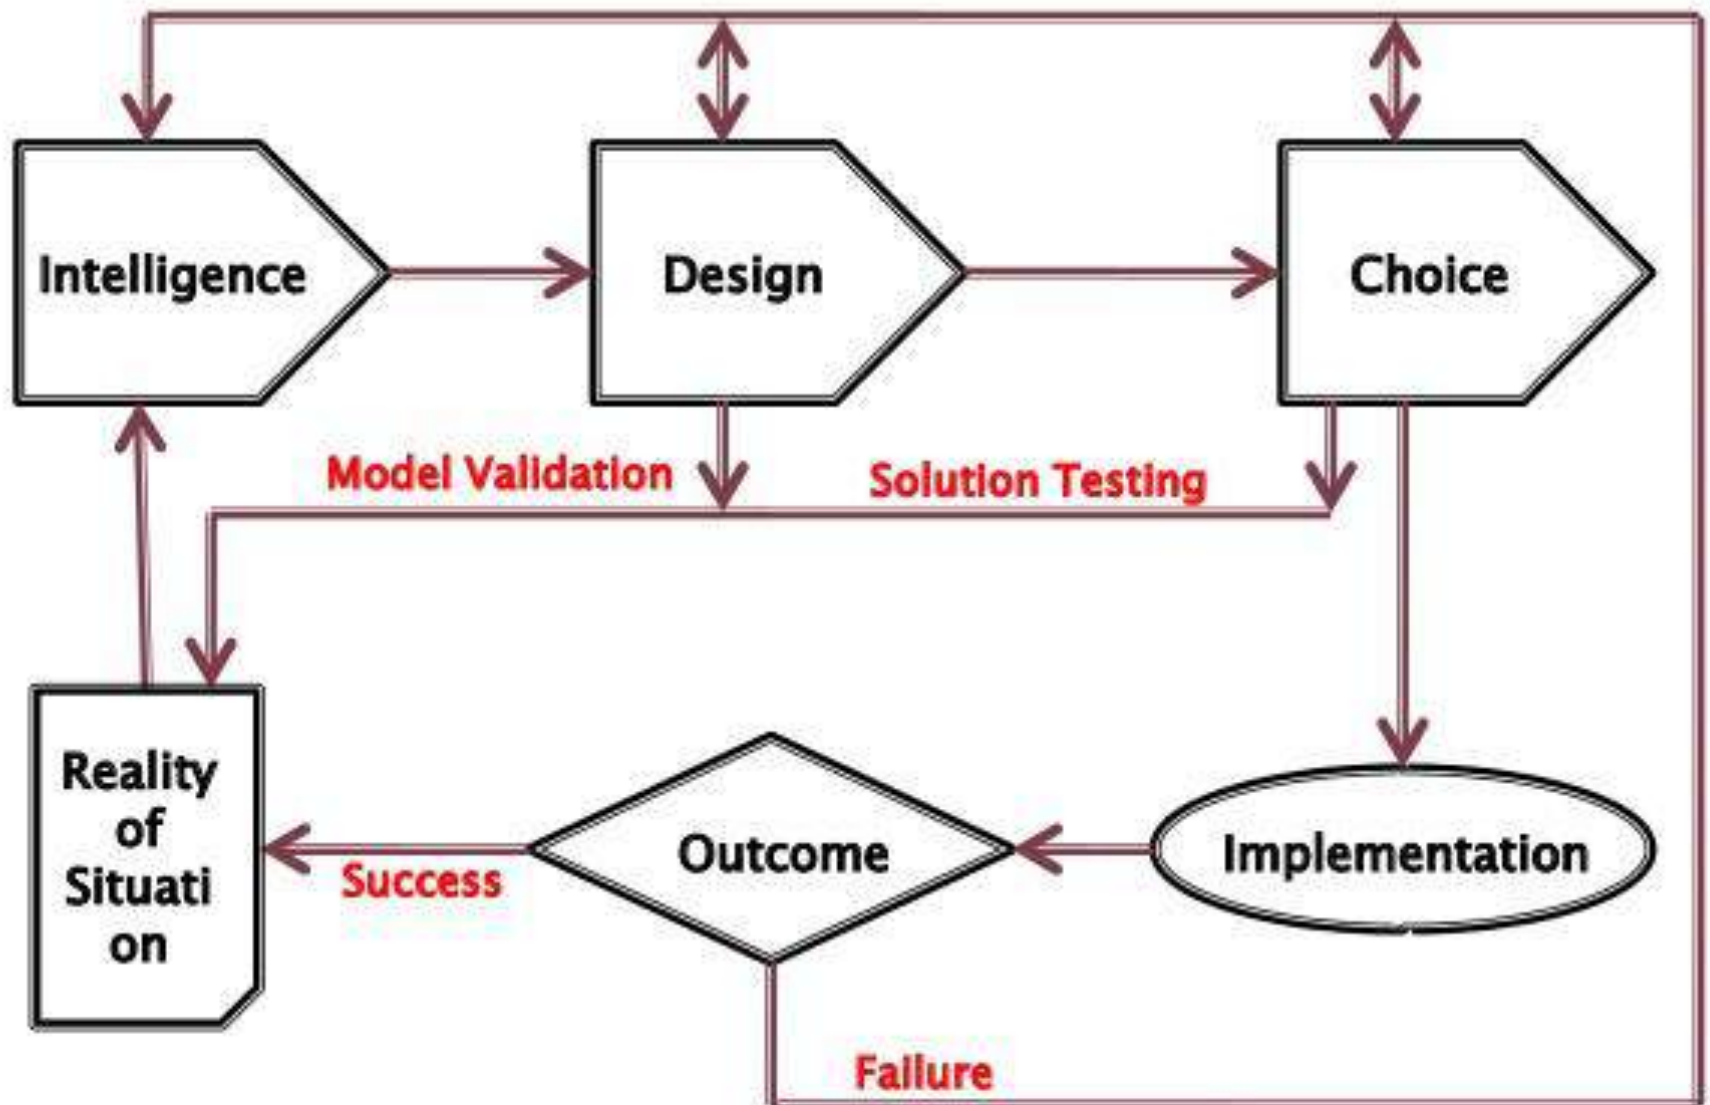 Intelligence
Design
Choice
Model Validation
Solution Testing
Reality
of
Situati
on
Success
Outcome
Implementation
Failure